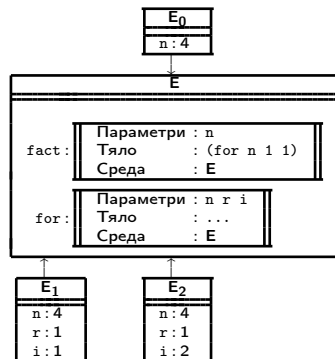 E0
n : 4
E
fact :
Параметри : n
Тяло : (for n 1 1)
Среда : E
for :
Параметри : n r i
Тяло : ...
Среда : E
E1
n : 4
r : 1
i : 1
E2
n : 4
r : 1
i : 2